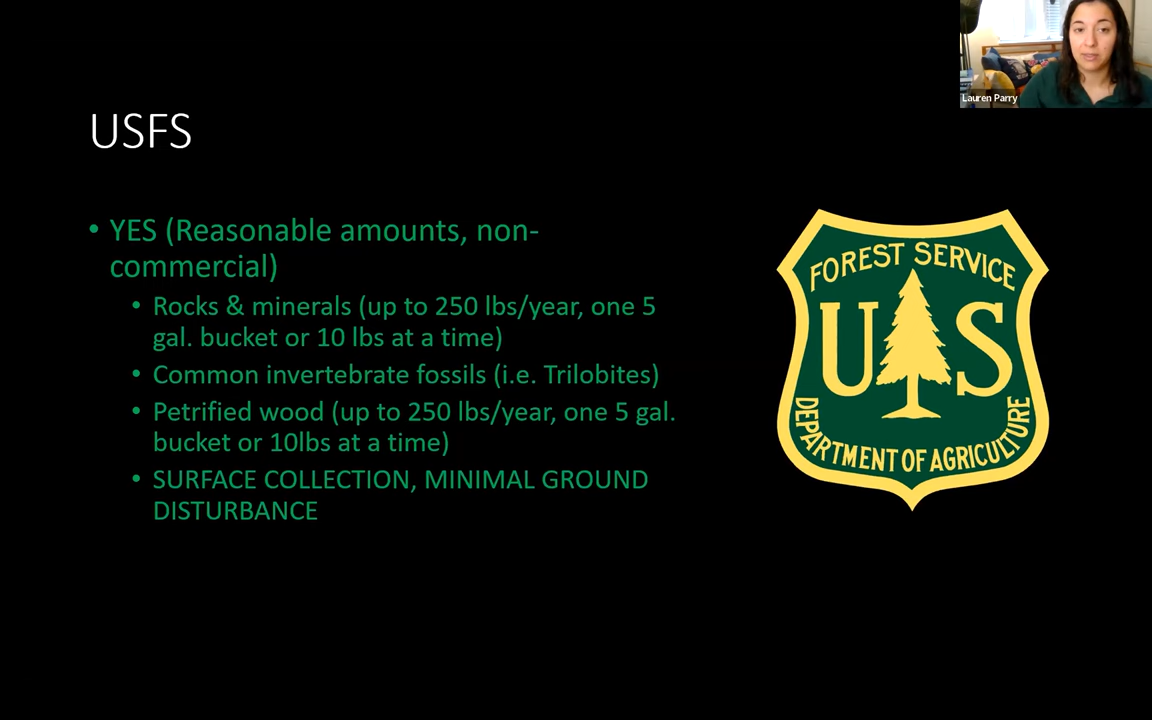 Lauren Parry
USFS
• YES (Reasonable amounts, non-
commercial)
• Rocks & minerals (up to 250 lbs/year, one 5
gal. bucket or 10 lbs at a time)
• Common invertebrate fossils (i.e. Trilobites)
• Petrified wood (up to 250 lbs/year, one 5 gal.
bucket or 10lbs at a time)
• SURFACE COLLECTION, MINIMAL GROUND
DISTURBANCE
FOREST SERVICE
U S
DEPARTMENT OF AGRICULTURE